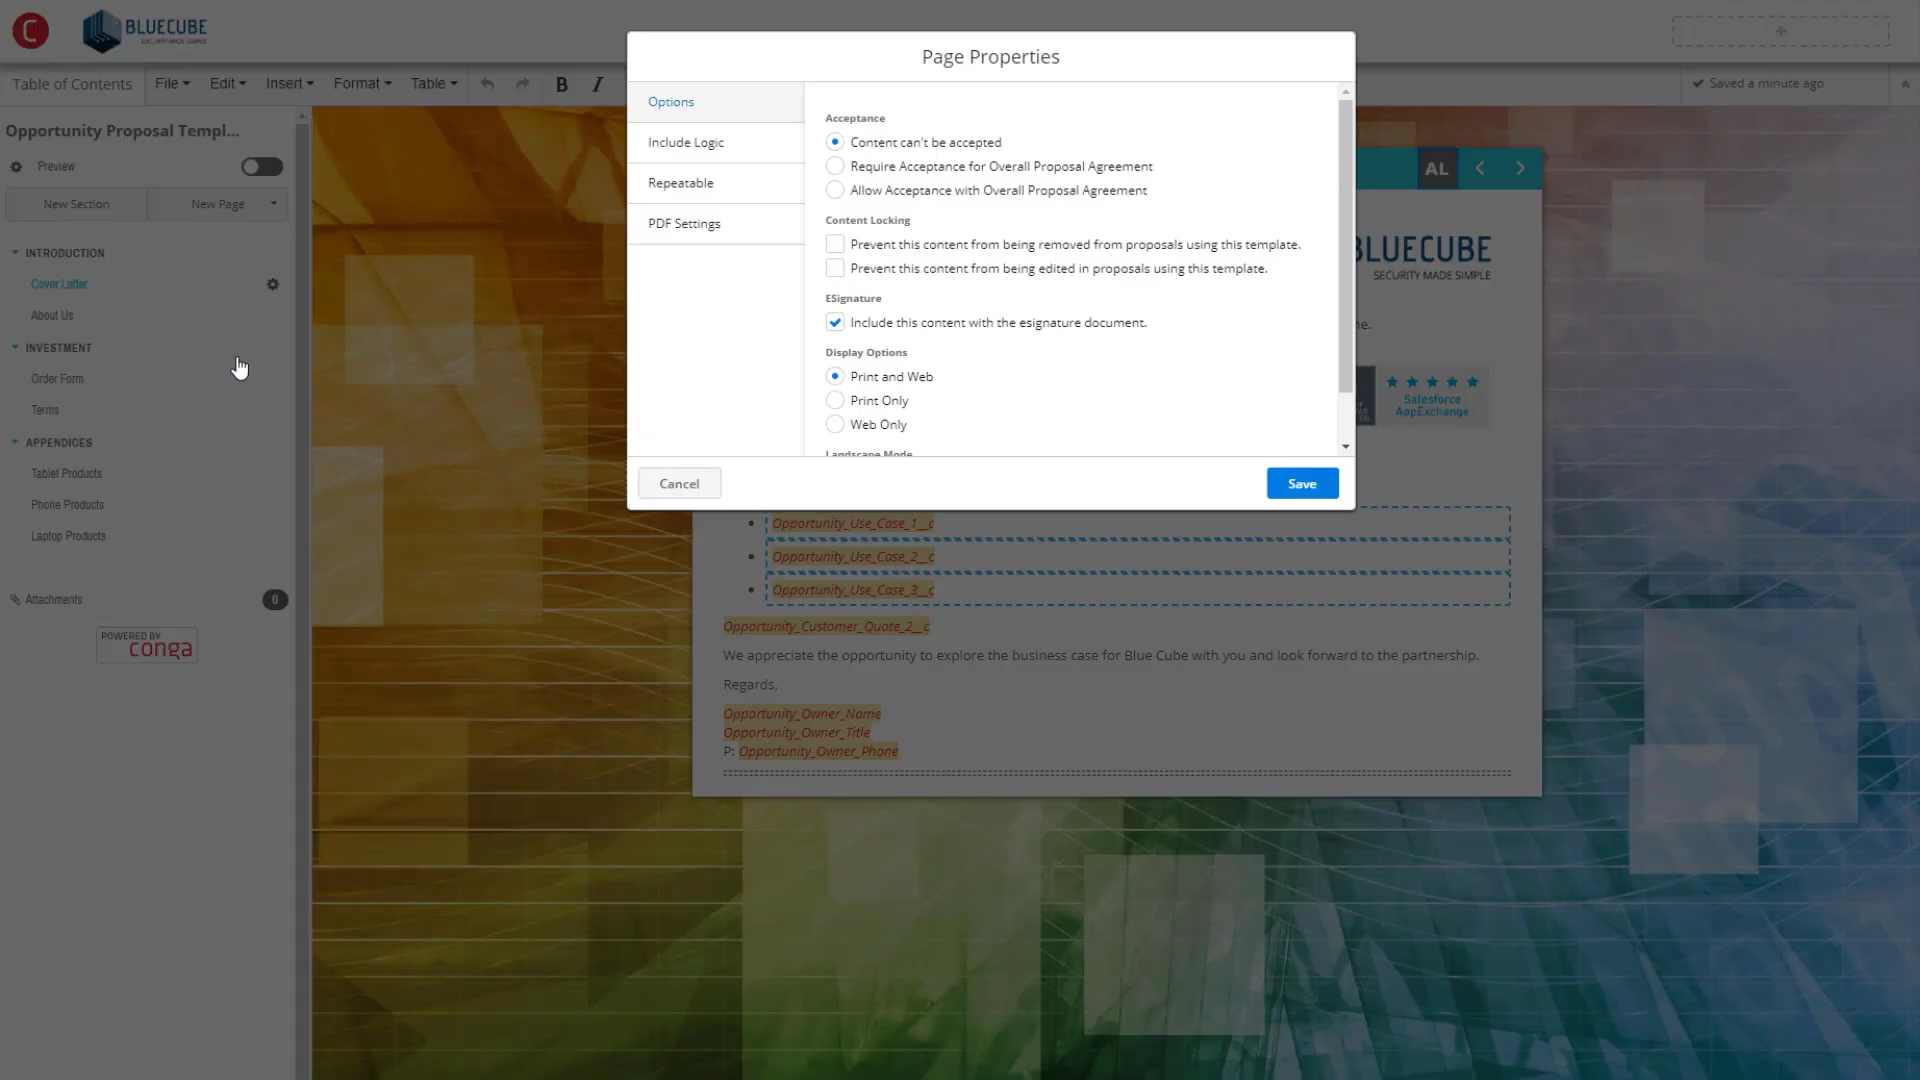 C
BLUECUBE
SECURITY MADE SIMPLE
Table of Contents
File
Edit
Insert
Format
Table
B
I
Saved a minute ago
Opportunity Proposal Templ...
Preview
New Section
New Page
INTRODUCTION
Cover Letter
About Us
INVESTMENT
Order Form
Terms
APPENDICES
Tablet Products
Phone Products
Laptop Products
Attachments
0
POWERED BY
conga
Page Properties
Options
Include Logic
Repeatable
PDF Settings
Acceptance
Content can't be accepted
Require Acceptance for Overall Proposal Agreement
Allow Acceptance with Overall Proposal Agreement
Content Locking
Prevent this content from being removed from proposals using this template.
Prevent this content from being edited in proposals using this template.
ESignature
Include this content with the esignature document.
Display Options
Print and Web
Print Only
Web Only
Landscape Mode
Cancel
Save
AL
BLUECUBE
SECURITY MADE SIMPLE
Salesforce
AppExchange
Opportunity_Use_Case_1__c
Opportunity_Use_Case_2__c
Opportunity_Use_Case_3__c
Opportunity_Customer_Quote_2__c
We appreciate the opportunity to explore the business case for Blue Cube with you and look forward to the partnership.
Regards,
Opportunity_Owner_Name
Opportunity_Owner_Title
P: Opportunity_Owner_Phone